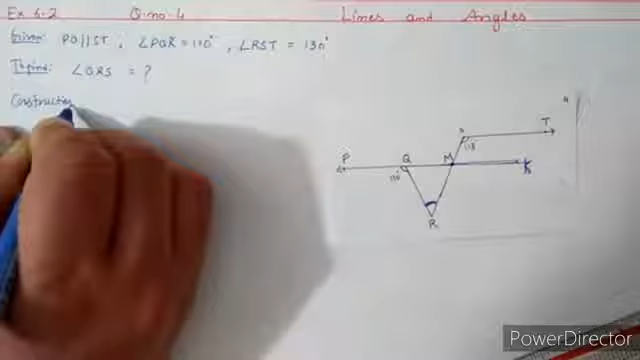 Ex 6.2 Q.no.4 Lines and Angles
Given: PQ||ST, ∠PQR = 110°, ∠RST = 130°
To find: ∠QRS = ?
Construction
T
P Q M
110°
R
PowerDirector